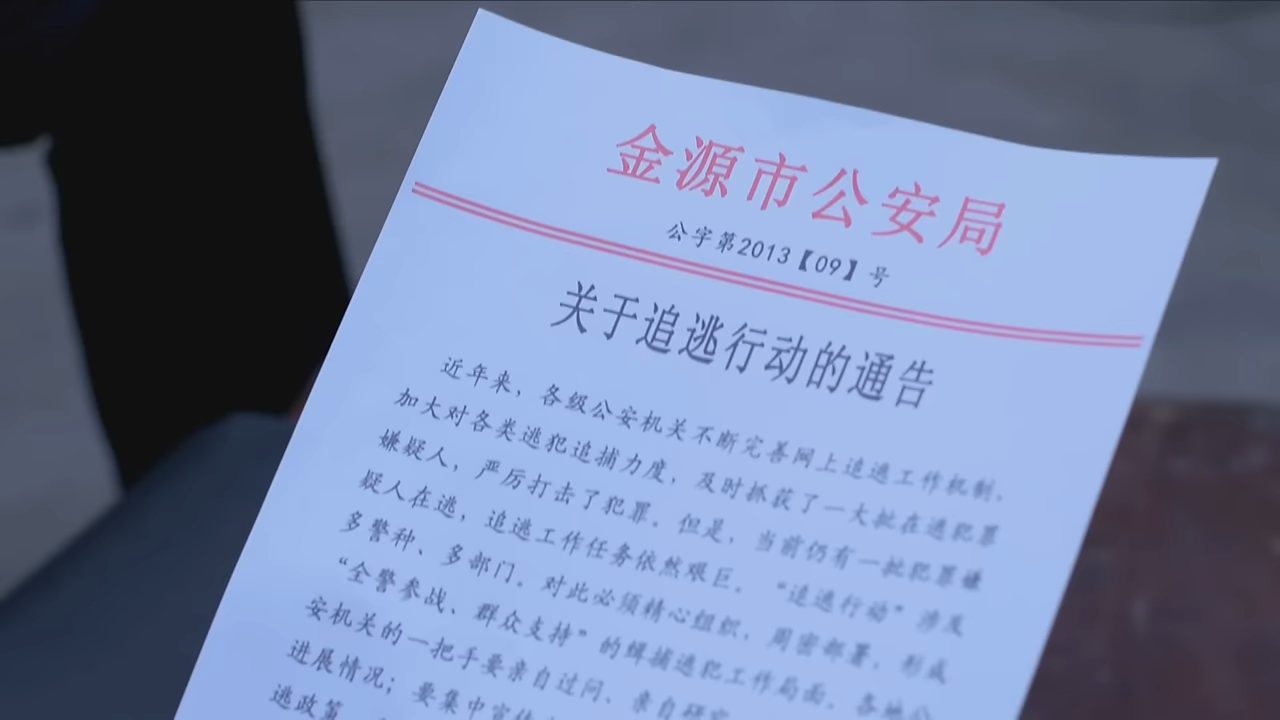 金源市公安局
公字第2013【09】号
关于追逃行动的通告
近年来，各级公安机关不断完善网上追逃工作机制，
加大对各类逃犯追捕力度，及时抓获了一大批在逃犯罪
嫌疑人，严厉打击了犯罪。但是，当前仍有一批犯罪嫌
疑人在逃，追逃工作任务依然艰巨。“追逃行动”涉及
多警种、多部门。对此必须精心组织，周密部署，形成
“全警参战、群众支持”的缉捕逃犯工作局面。各地公
安机关的一把手要亲自过问、亲自研究
进展情况；要集中宣传
逃政策